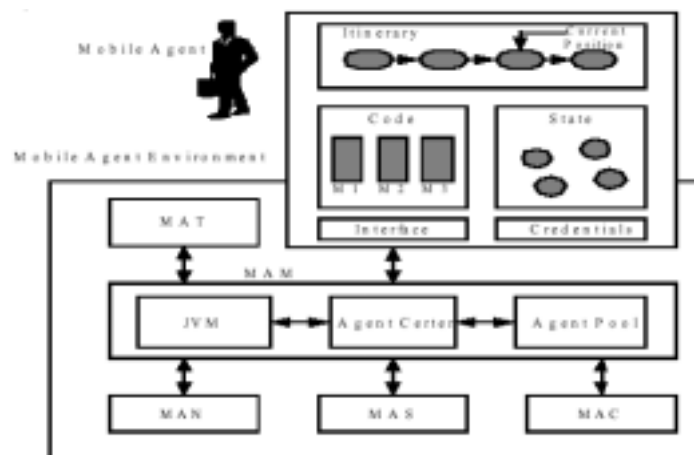 Mobile Agent
Itinerary
Current
Position
Code
State
M1 M2 M3
Mobile Agent Environment
Interface
Credentials
MAT
MAM
JVM
Agent Center
Agent Pool
MAN
MAS
MAC